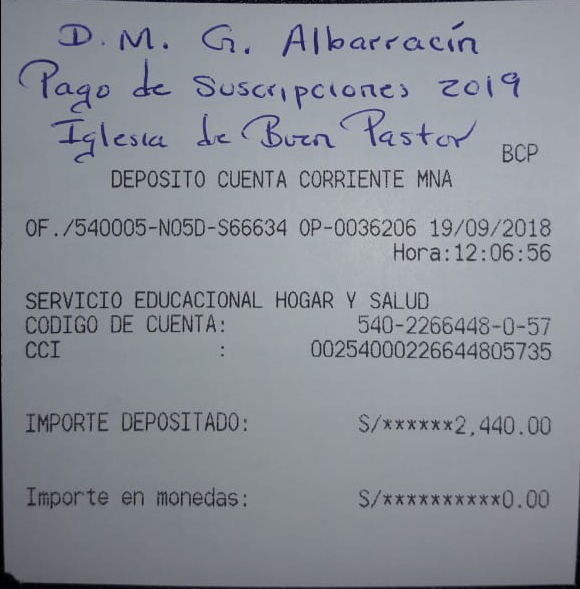 D. M. G. Albarracín
Pago de Suscripciones 2019
Iglesia de Buen Pastor
BCP
DEPOSITO CUENTA CORRIENTE MNA
OF./540005-N05D-S66634 OP-0036206 19/09/2018
Hora:12:06:56
SERVICIO EDUCACIONAL HOGAR Y SALUD
CODIGO DE CUENTA: 540-2266448-0-57
CCI : 00254000226644805735
IMPORTE DEPOSITADO: S/******2,440.00
Importe en monedas: S/**********0.00